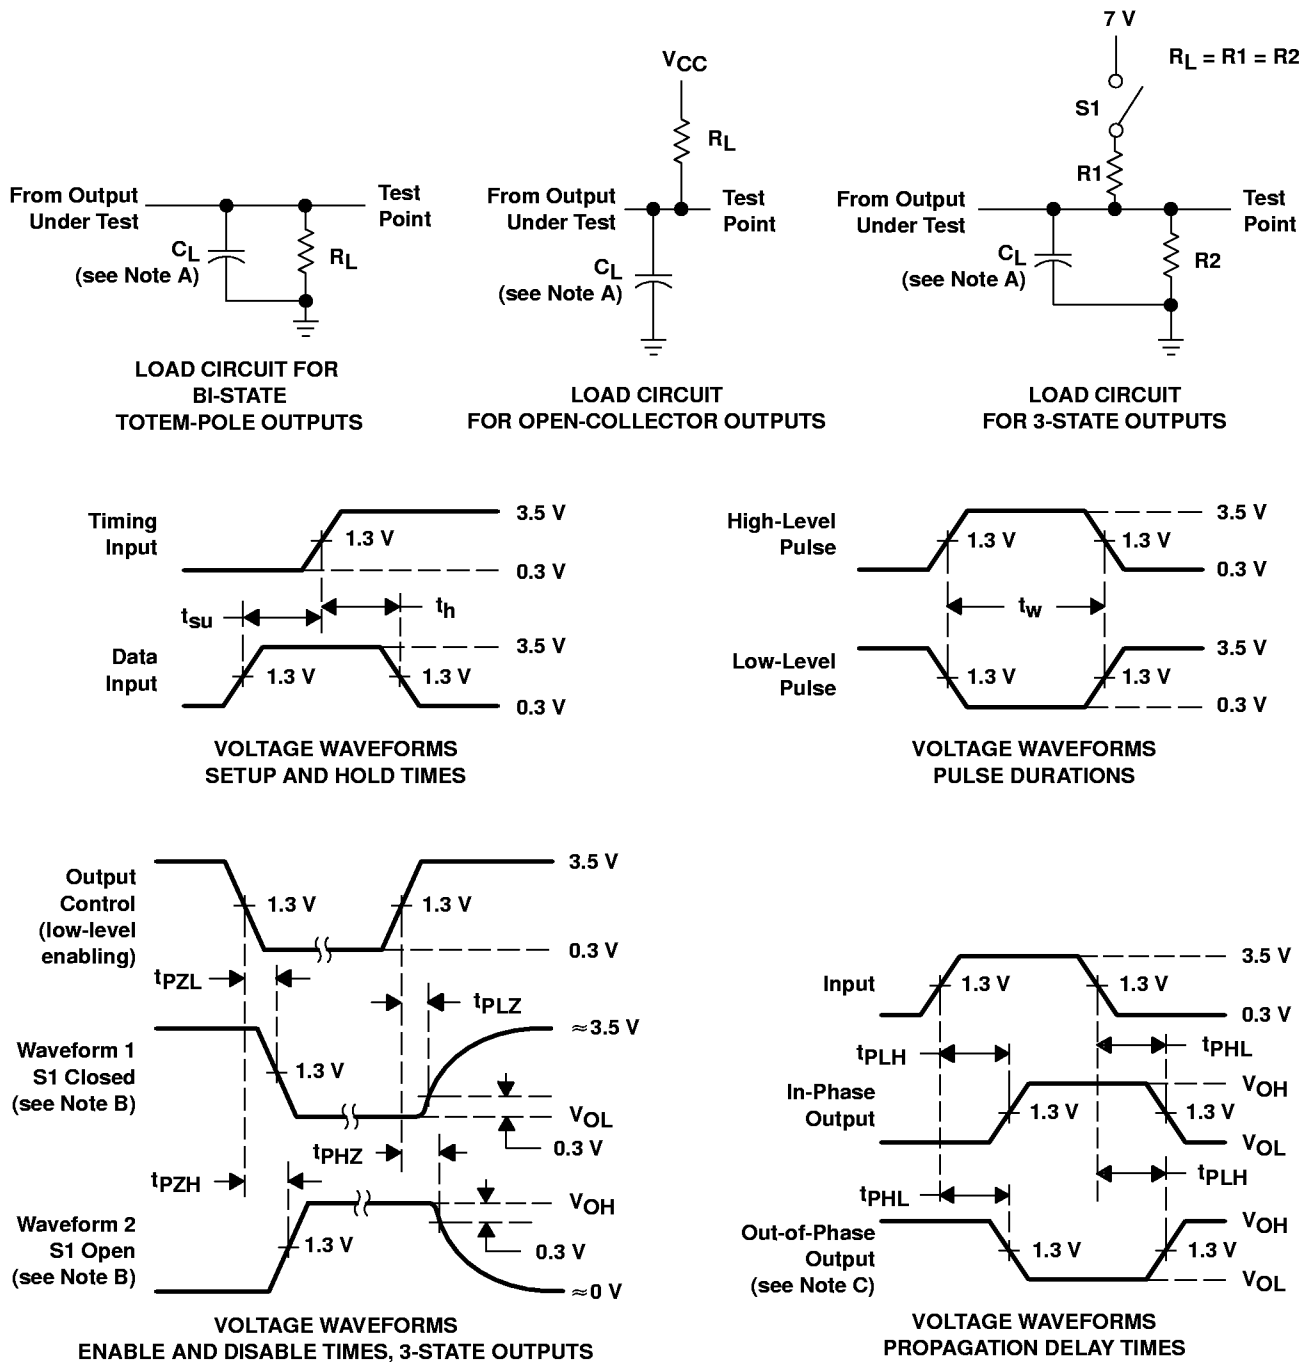 From Output
Under Test
Test
Point
CL
(see Note A)
RL
LOAD CIRCUIT FOR
BI-STATE
TOTEM-POLE OUTPUTS
VCC
RL
From Output
Under Test
Test
Point
CL
(see Note A)
LOAD CIRCUIT
FOR OPEN-COLLECTOR OUTPUTS
7 V
RL = R1 = R2
S1
R1
From Output
Under Test
Test
Point
CL
(see Note A)
R2
LOAD CIRCUIT
FOR 3-STATE OUTPUTS
Timing
Input
3.5 V
1.3 V
0.3 V
tsu
th
Data
Input
3.5 V
1.3 V
1.3 V
0.3 V
VOLTAGE WAVEFORMS
SETUP AND HOLD TIMES
High-Level
Pulse
3.5 V
1.3 V
1.3 V
0.3 V
tw
Low-Level
Pulse
3.5 V
1.3 V
1.3 V
0.3 V
VOLTAGE WAVEFORMS
PULSE DURATIONS
Output
Control
(low-level
enabling)
3.5 V
1.3 V
1.3 V
0.3 V
tPZL
tPLZ
Waveform 1
S1 Closed
(see Note B)
≈3.5 V
1.3 V
VOL
0.3 V
tPHZ
tPZH
Waveform 2
S1 Open
(see Note B)
VOH
1.3 V
0.3 V
≈0 V
VOLTAGE WAVEFORMS
ENABLE AND DISABLE TIMES, 3-STATE OUTPUTS
Input
3.5 V
1.3 V
1.3 V
0.3 V
tPLH
tPHL
In-Phase
Output
VOH
1.3 V
1.3 V
VOL
tPHL
tPLH
Out-of-Phase
Output
(see Note C)
VOH
1.3 V
1.3 V
VOL
VOLTAGE WAVEFORMS
PROPAGATION DELAY TIMES